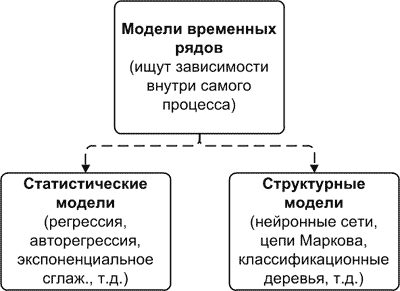 Модели временных
рядов
(ищут зависимости
внутри самого
процесса)
Статистические
модели
(регрессия,
авторегрессия,
экспоненциальное
сглаж., т.д.)
Структурные
модели
(нейронные сети,
цепи Маркова,
классификационные
деревья, т.д.)